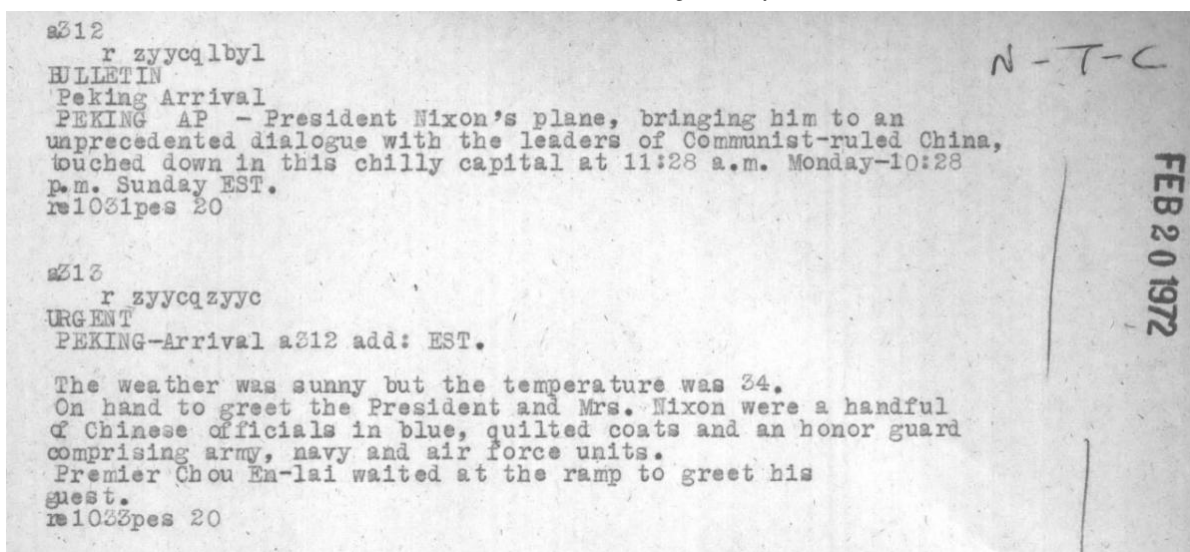 a312
r zyycqlbyl
BULLETIN
Peking Arrival
PEKING AP - President Nixon's plane, bringing him to an
unprecedented dialogue with the leaders of Communist-ruled China,
touched down in this chilly capital at 11:28 a.m. Monday-10:28
p.m. Sunday EST.
re1031pes 20
N-T-C
FEB 20 1972
a313
r zyycqzyyc
URGENT
PEKING-Arrival a312 add: EST.
The weather was sunny but the temperature was 34.
On hand to greet the President and Mrs. Nixon were a handful
of Chinese officials in blue, quilted coats and an honor guard
comprising army, navy and air force units.
Premier Chou En-lai waited at the ramp to greet his
guest.
re1033pes 20